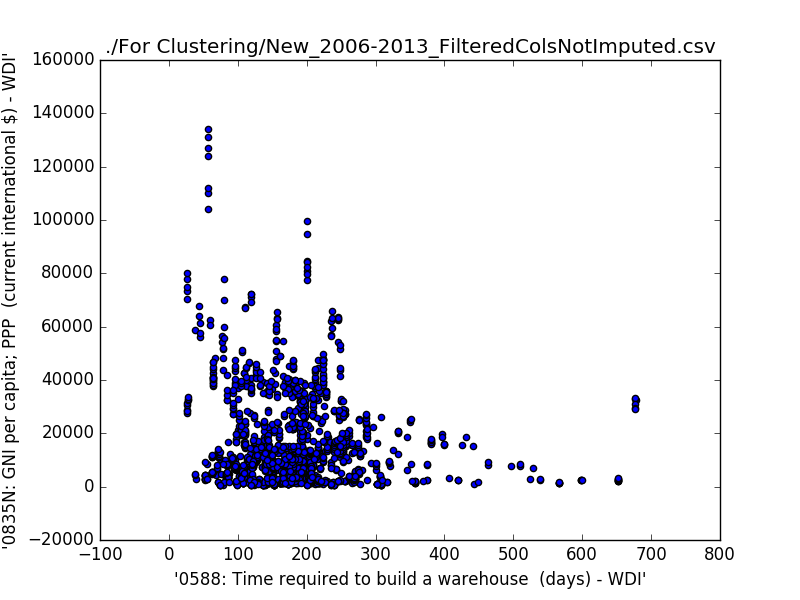 ./For Clustering/New_2006-2013_FilteredColsNotImputed.csv
'0835N: GNI per capita; PPP  (current international $) - WDI'
160000
140000
120000
100000
80000
60000
40000
20000
0
−20000
−100 0 100 200 300 400 500 600 700 800
'0588: Time required to build a warehouse  (days) - WDI'